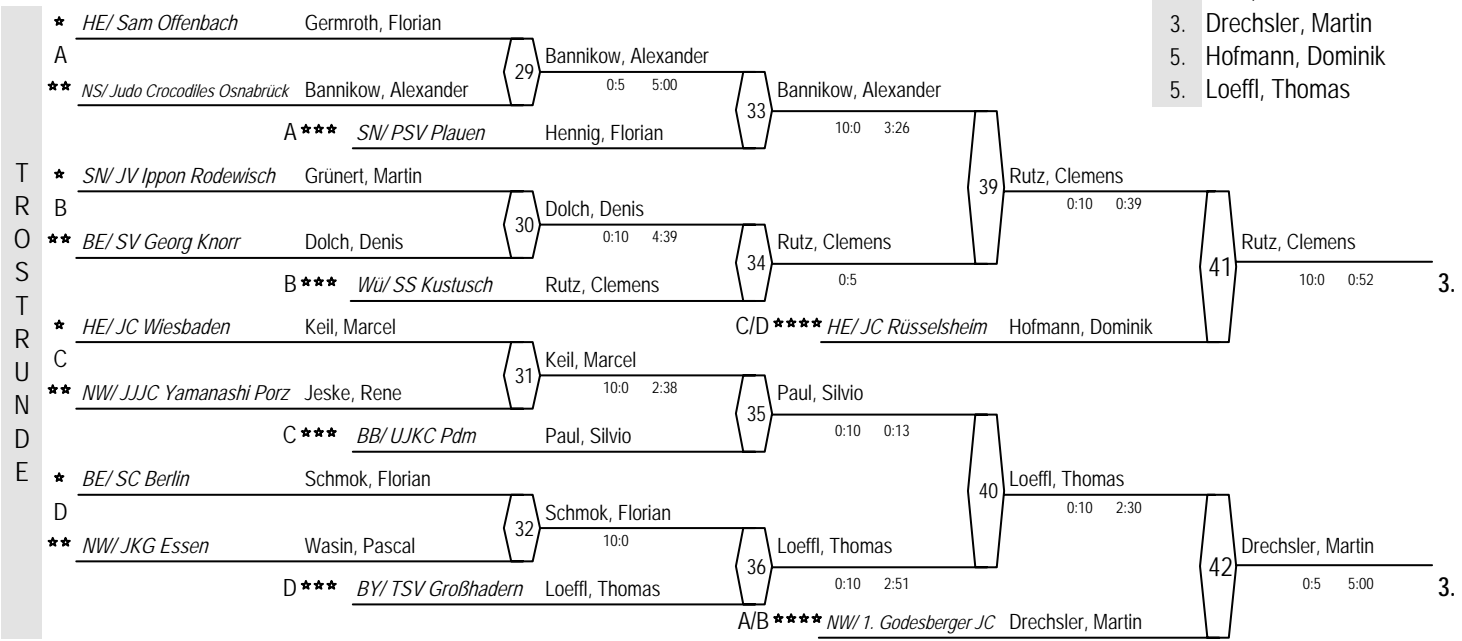 3. Drechsler, Martin
5. Hofmann, Dominik
5. Loeffl, Thomas
TROSTRUNDE
* HE/ Sam Offenbach Germroth, Florian
A
** NS/ Judo Crocodiles Osnabrück Bannikow, Alexander
29
Bannikow, Alexander
0:5 5:00
A *** SN/ PSV Plauen Hennig, Florian
33
Bannikow, Alexander
10:0 3:26
* SN/ JV Ippon Rodewisch Grünert, Martin
B
** BE/ SV Georg Knorr Dolch, Denis
30
Dolch, Denis
0:10 4:39
B *** Wü/ SS Kustusch Rutz, Clemens
34
Rutz, Clemens
0:5
39
Rutz, Clemens
0:10 0:39
C/D **** HE/ JC Rüsselsheim Hofmann, Dominik
41
Rutz, Clemens
10:0 0:52 3.
* HE/ JC Wiesbaden Keil, Marcel
C
** NW/ JJJC Yamanashi Porz Jeske, Rene
31
Keil, Marcel
10:0 2:38
C *** BB/ UJKC Pdm Paul, Silvio
35
Paul, Silvio
0:10 0:13
* BE/ SC Berlin Schmok, Florian
D
** NW/ JKG Essen Wasin, Pascal
32
Schmok, Florian
10:0
D *** BY/ TSV Großhadern Loeffl, Thomas
36
Loeffl, Thomas
0:10 2:51
40
Loeffl, Thomas
0:10 2:30
A/B **** NW/ 1. Godesberger JC Drechsler, Martin
42
Drechsler, Martin
0:5 5:00 3.